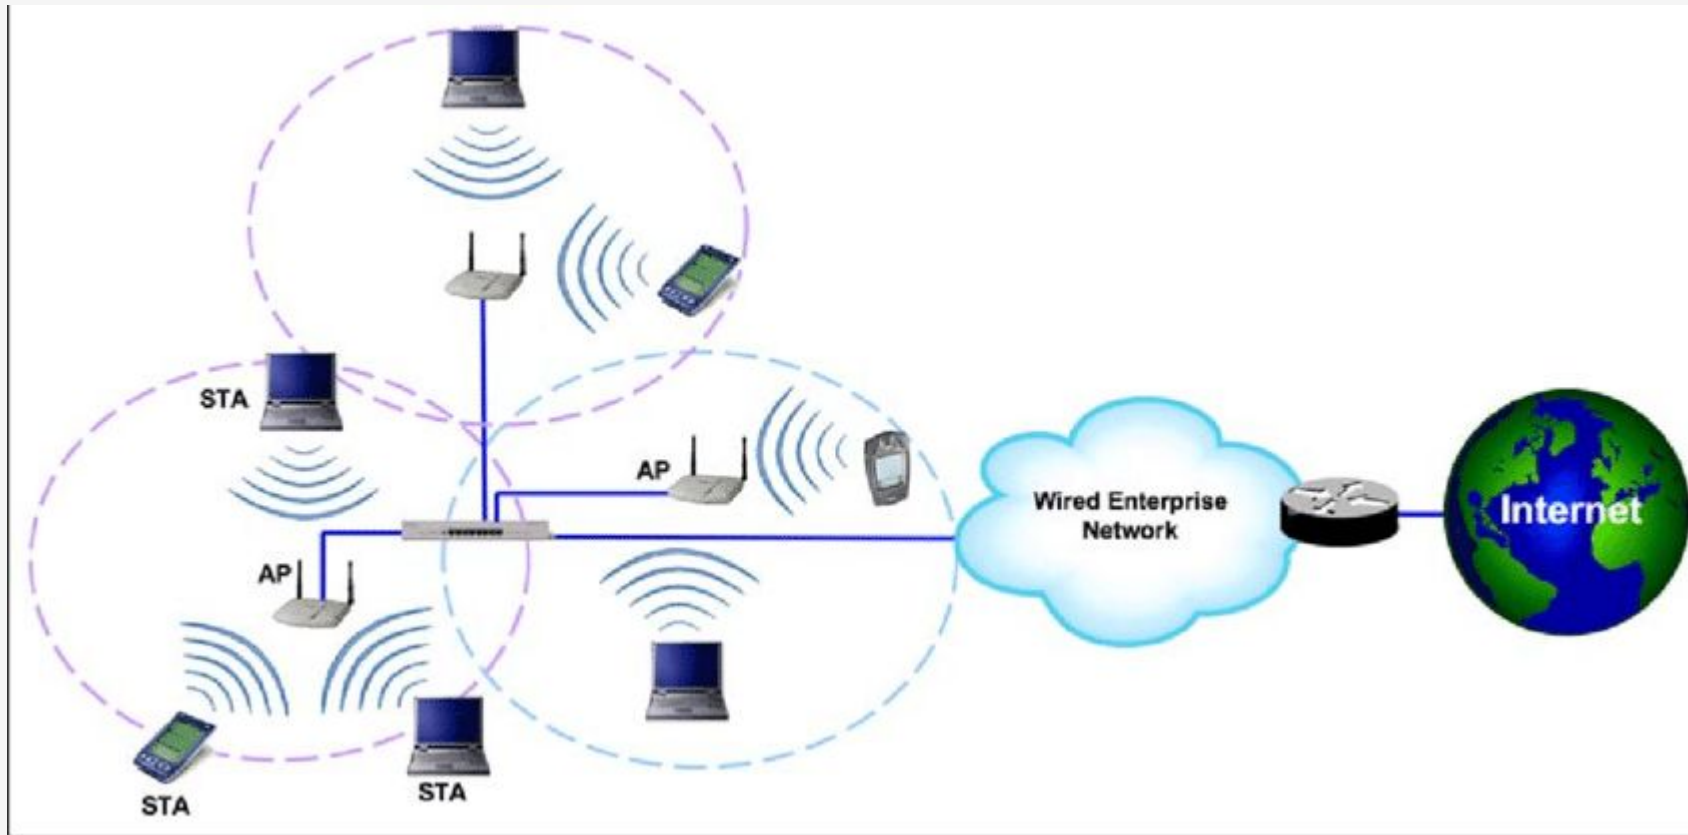 STA
AP
Wired Enterprise
Network
Internet
AP
STA
STA